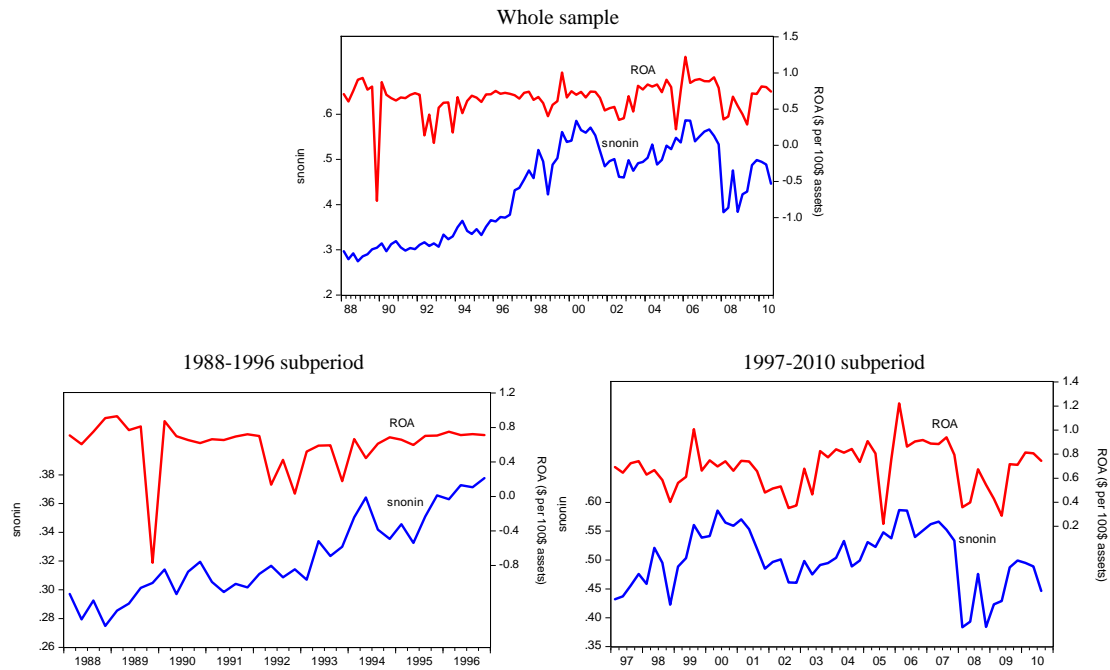 Whole sample
1.5
1.0
0.5
0.0
-0.5
-1.0
ROA ($ per 100$ assets)
.6
.5
.4
.3
.2
snonin
ROA
snonin
88 90 92 94 96 98 00 02 04 06 08 10
1988-1996 subperiod
1.2
0.8
0.4
0.0
-0.4
-0.8
ROA ($ per 100$ assets)
.38
.36
.34
.32
.30
.28
.26
snonin
ROA
snonin
1988 1989 1990 1991 1992 1993 1994 1995 1996
1997-2010 subperiod
1.4
1.2
1.0
0.8
0.6
0.4
0.2
ROA ($ per 100$ assets)
.60
.55
.50
.45
.40
.35
snonin
ROA
snonin
97 98 99 00 01 02 03 04 05 06 07 08 09 10